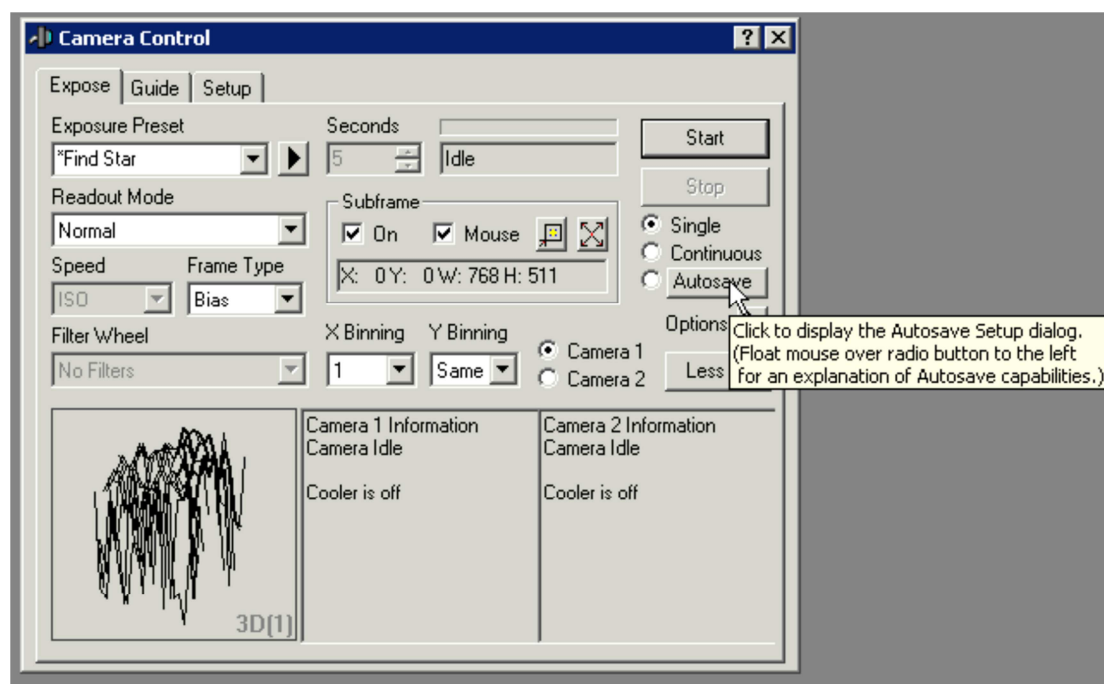 Camera Control
Expose Guide Setup
Exposure Preset
*Find Star
Seconds
5
Idle
Start
Stop
Readout Mode
Normal
Subframe
On
Mouse
X: 0 Y: 0 W: 768 H: 511
Single
Continuous
Autosave
Speed
ISO
Frame Type
Bias
Filter Wheel
No Filters
X Binning
1
Y Binning
Same
Camera 1
Camera 2
Options
Less
Click to display the Autosave Setup dialog.
(Float mouse over radio button to the left
for an explanation of Autosave capabilities.)
3D(1)
Camera 1 Information
Camera Idle
Cooler is off
Camera 2 Information
Camera Idle
Cooler is off